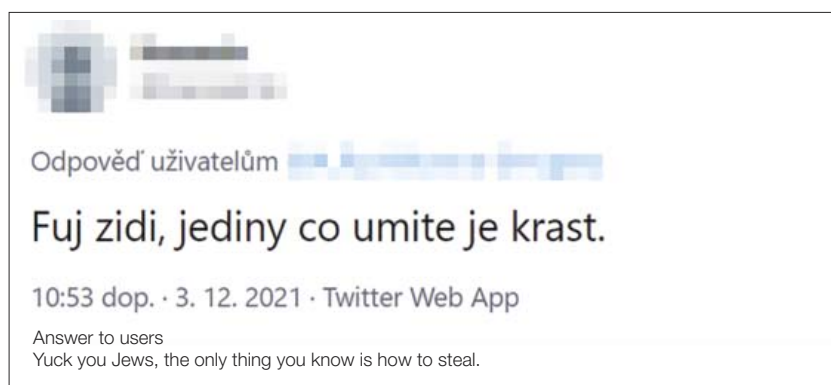 Odpověď uživatelům
Fuj zidi, jediny co umite je krast.
10:53 dop. · 3. 12. 2021 · Twitter Web App
Answer to users
Yuck you Jews, the only thing you know is how to steal.